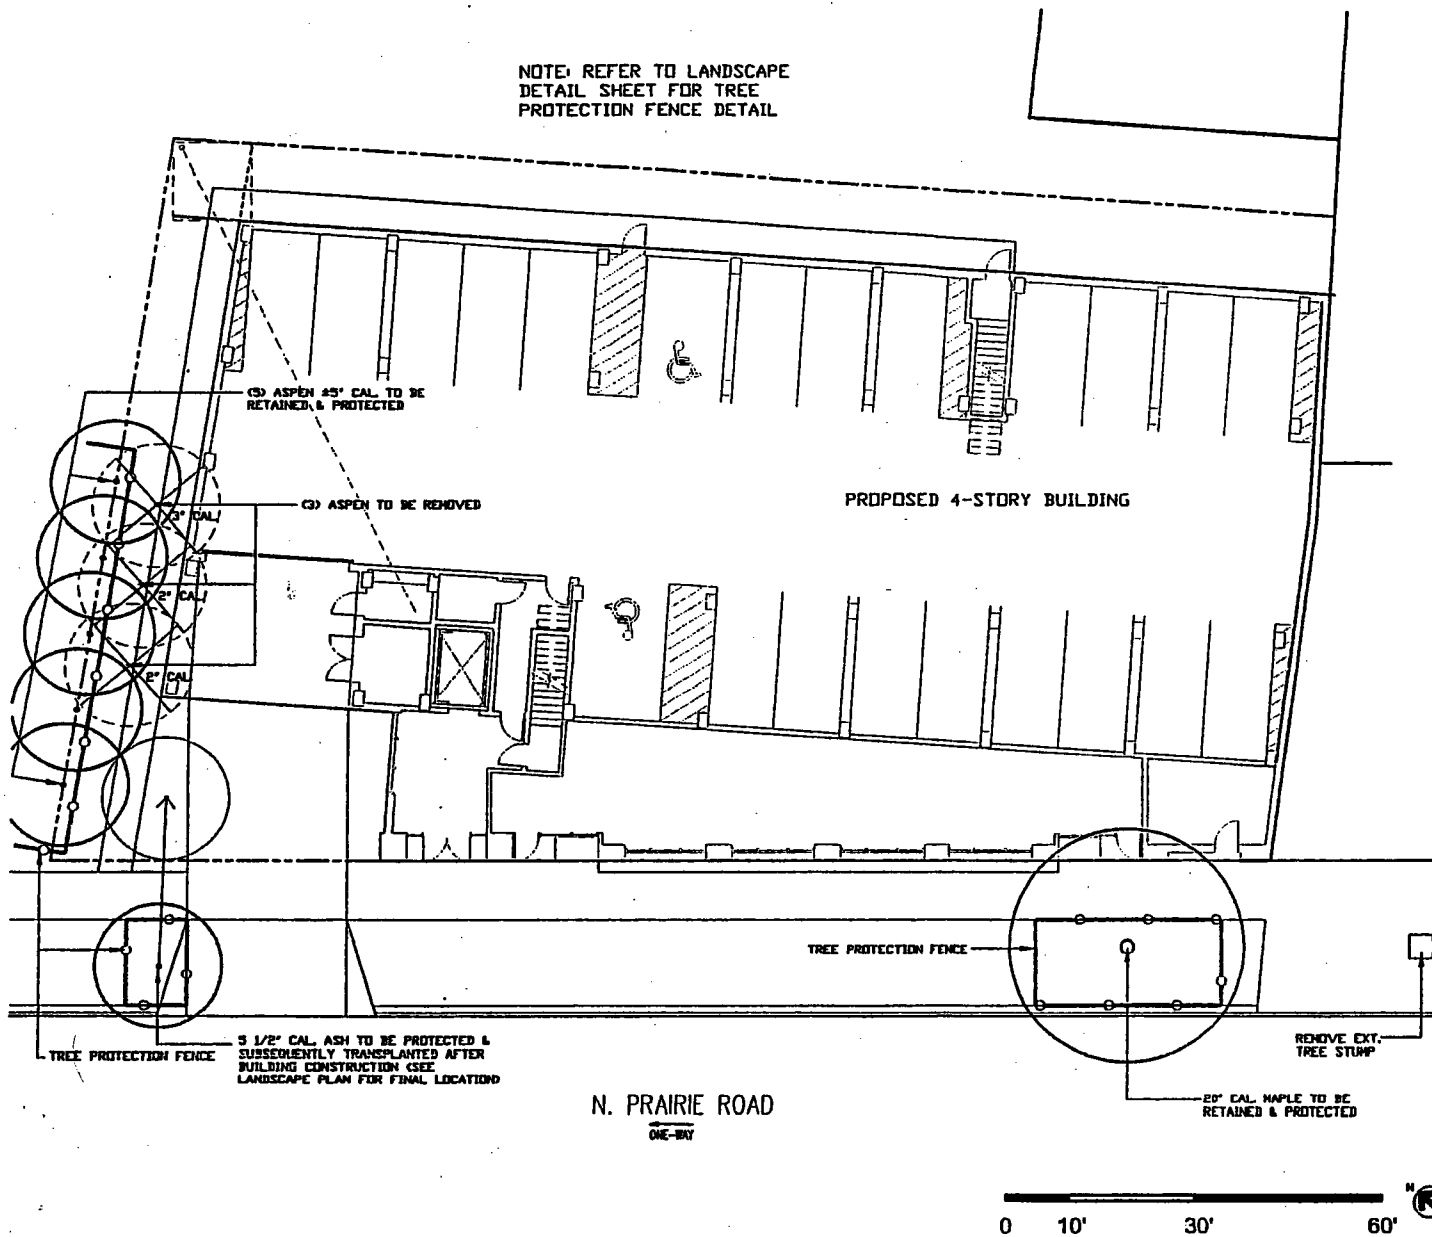 NOTE: REFER TO LANDSCAPE
DETAIL SHEET FOR TREE
PROTECTION FENCE DETAIL
(5) ASPEN ±5" CAL. TO BE
RETAINED & PROTECTED
(3) ASPEN TO BE REMOVED
3" CAL.
2" CAL.
2" CAL.
PROPOSED 4-STORY BUILDING
TREE PROTECTION FENCE
TREE PROTECTION FENCE
5 1/2" CAL. ASH TO BE PROTECTED &
SUBSEQUENTLY TRANSPLANTED AFTER
BUILDING CONSTRUCTION (SEE
LANDSCAPE PLAN FOR FINAL LOCATION)
REMOVE EXT.
TREE STUMP
20" CAL. MAPLE TO BE
RETAINED & PROTECTED
N. PRAIRIE ROAD
ONE-WAY
N
0 10' 30' 60'